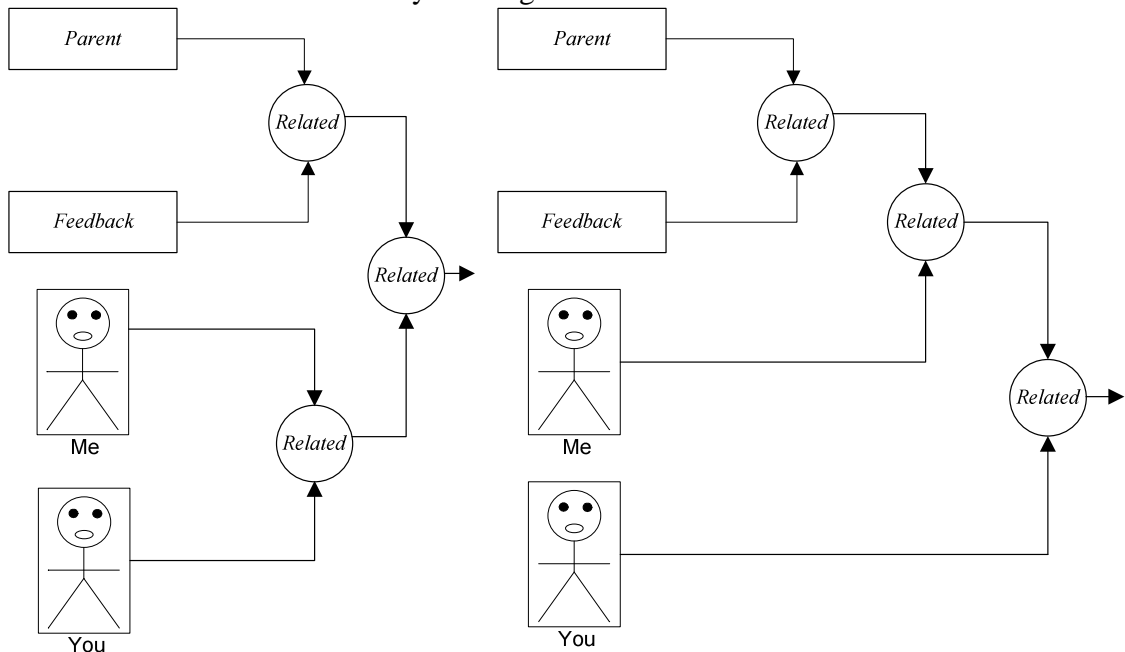 Parent
Related
Feedback
Related
Me
Related
You
Parent
Related
Feedback
Related
Me
Related
You